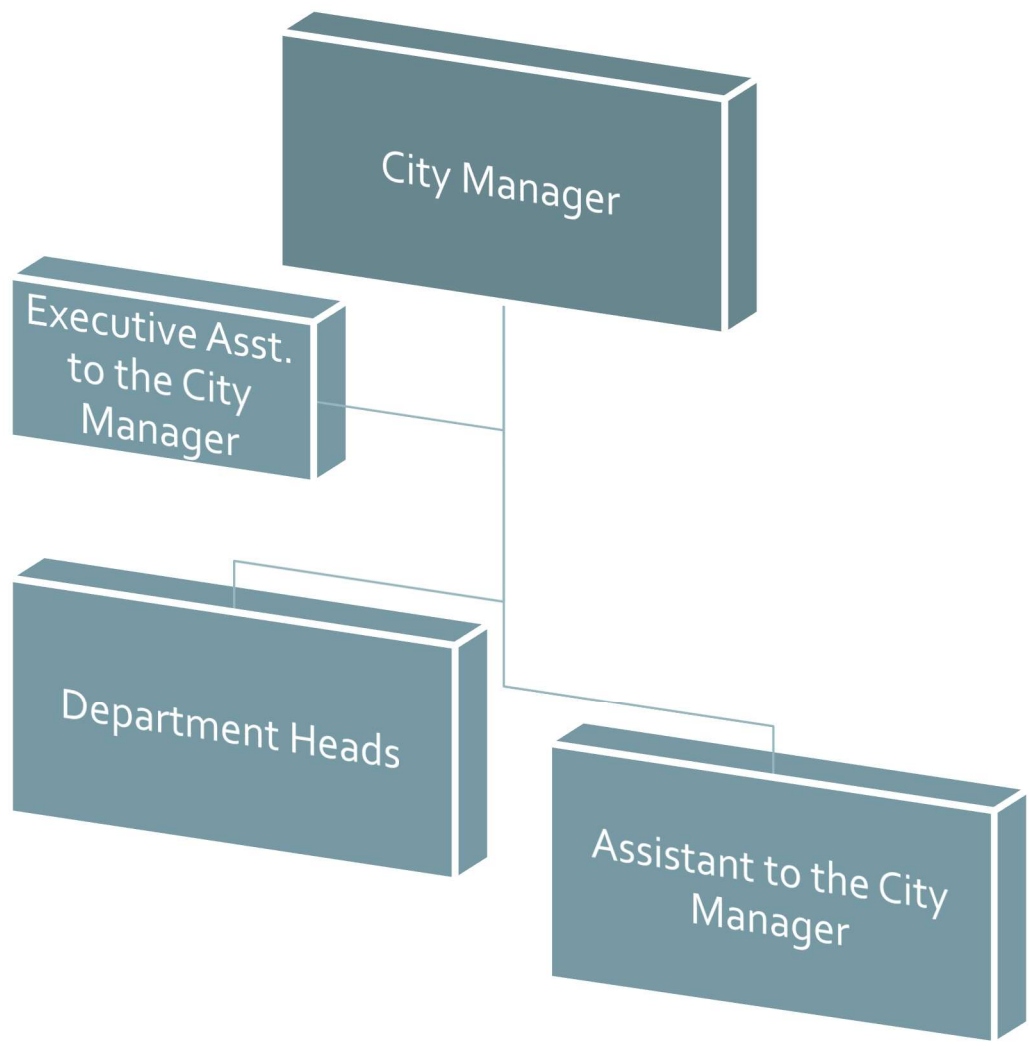 City Manager
Executive Asst.
to the City
Manager
Department Heads
Assistant to the City
Manager